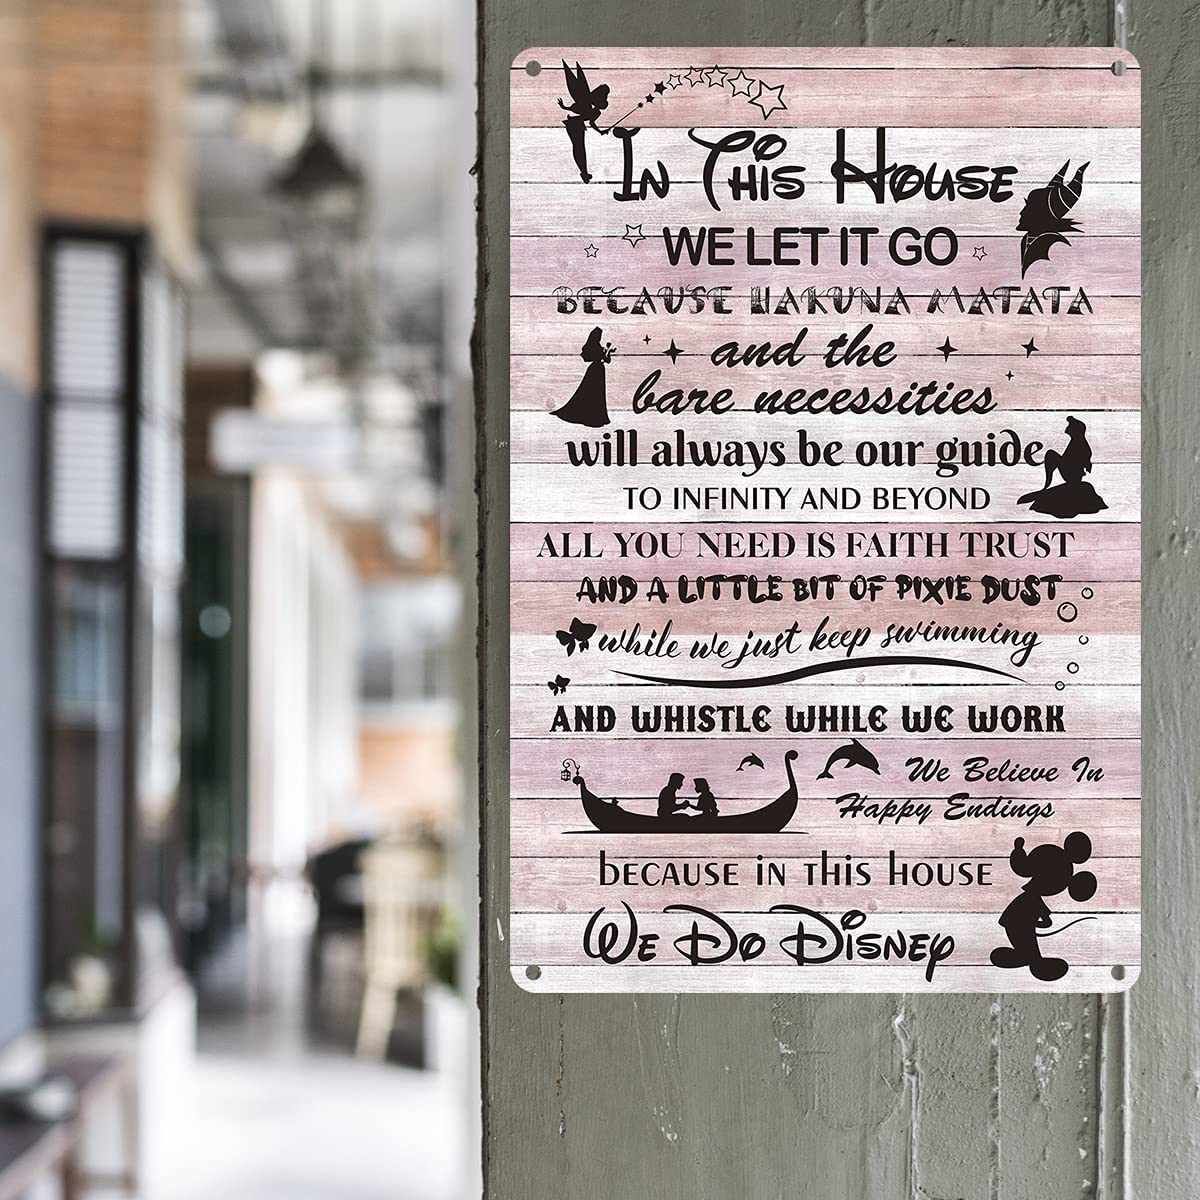 In This House
WE LET IT GO
BECAUSE HAKUNA MATATA
and the
bare necessities
will always be our guide
TO INFINITY AND BEYOND
ALL YOU NEED IS FAITH TRUST
AND A LITTLE BIT OF PIXIE DUST
while we just keep swimming
AND WHISTLE WHILE WE WORK
We Believe In
Happy Endings
because in this house
We Do Disney